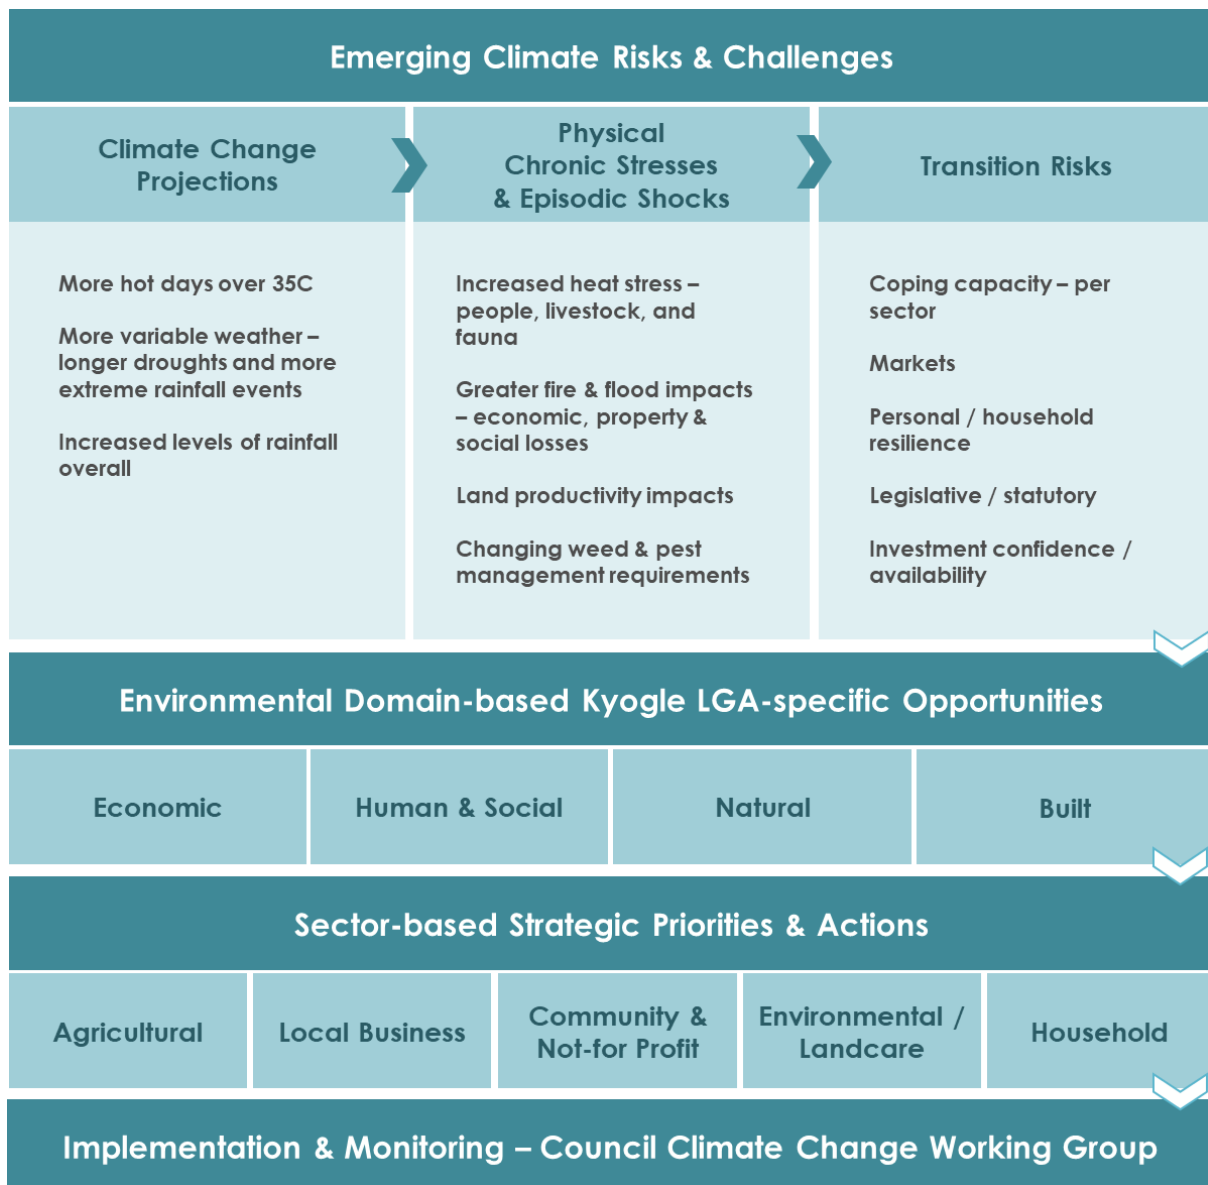 Emerging Climate Risks & Challenges
Climate Change
Projections
Physical
Chronic Stresses
& Episodic Shocks
Transition Risks
More hot days over 35C
More variable weather –
longer droughts and more
extreme rainfall events
Increased levels of rainfall
overall
Increased heat stress –
people, livestock, and
fauna
Greater fire & flood impacts
– economic, property &
social losses
Land productivity impacts
Changing weed & pest
management requirements
Coping capacity – per
sector
Markets
Personal / household
resilience
Legislative / statutory
Investment confidence /
availability
Environmental Domain-based Kyogle LGA-specific Opportunities
Economic
Human & Social
Natural
Built
Sector-based Strategic Priorities & Actions
Agricultural
Local Business
Community &
Not-for Profit
Environmental /
Landcare
Household
Implementation & Monitoring – Council Climate Change Working Group